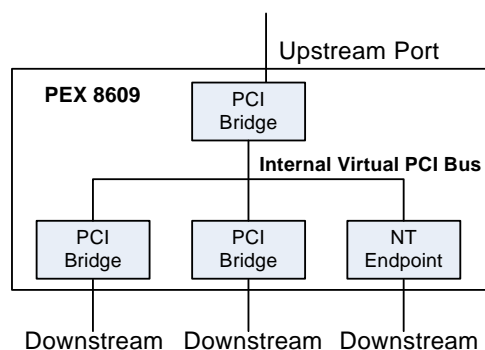 Upstream Port
PEX 8609
PCI
Bridge
Internal Virtual PCI Bus
PCI
Bridge
PCI
Bridge
NT
Endpoint
Downstream Downstream Downstream